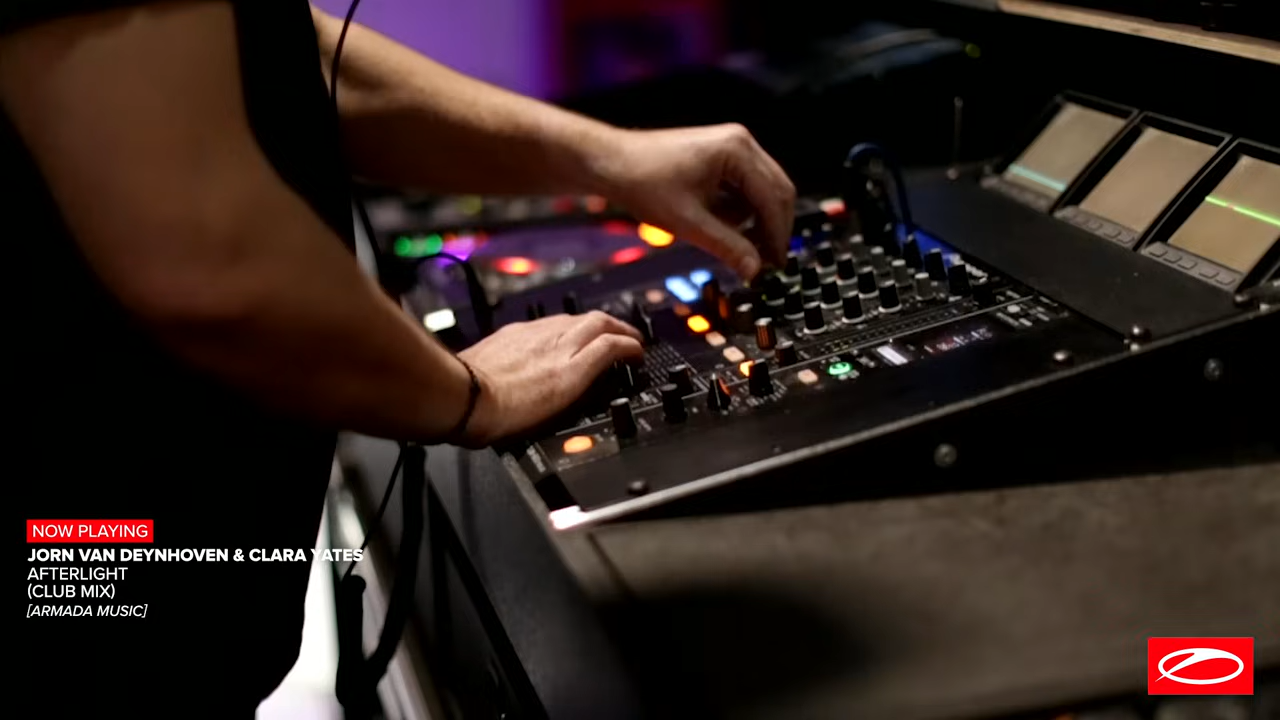 NOW PLAYING
JORN VAN DEYNHOVEN & CLARA YATES
AFTERLIGHT
(CLUB MIX)
[ARMADA MUSIC]